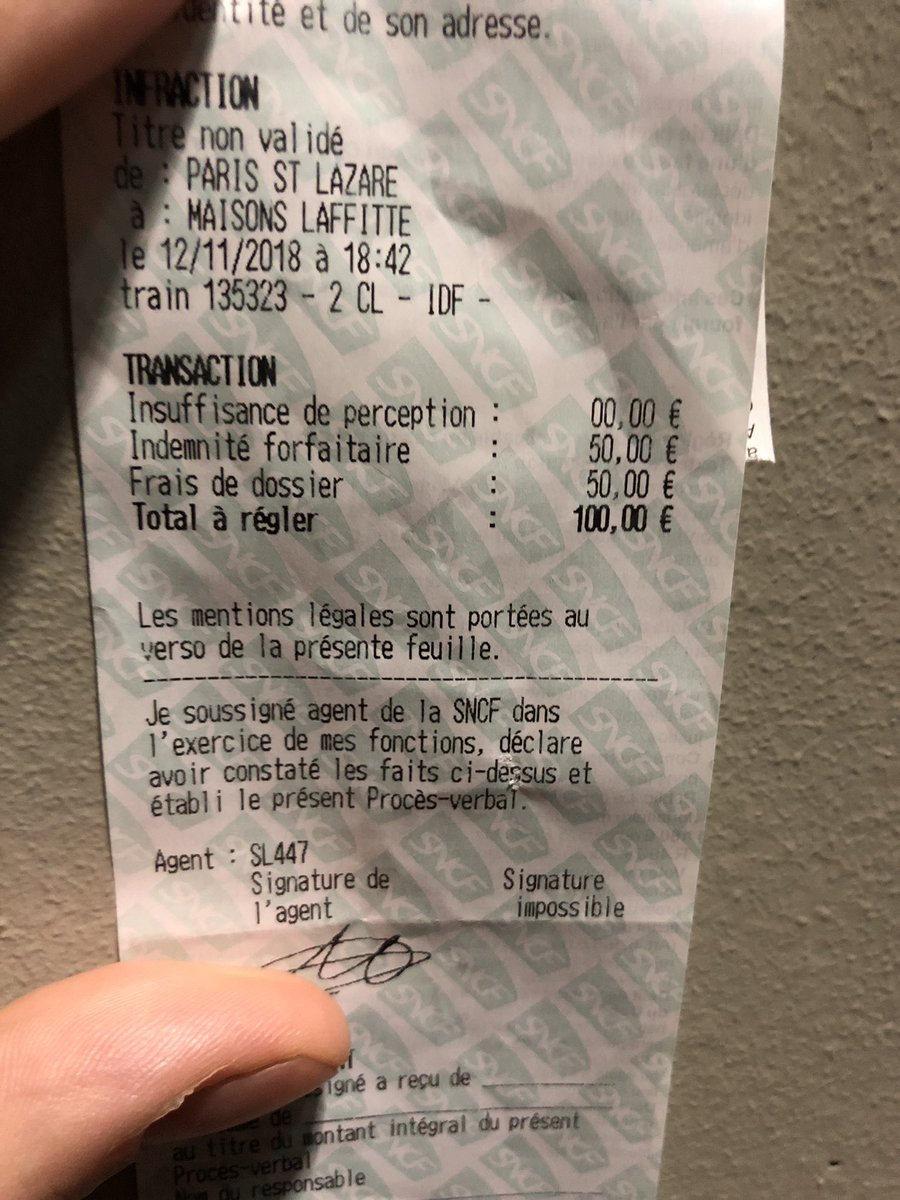 et de son adresse.
INFRACTION
Titre non validé
de : PARIS ST LAZARE
à : MAISONS LAFFITTE
le 12/11/2018 à 18:42
train 135323 - 2 CL - IDF -
TRANSACTION
Insuffisance de perception : 00,00 €
Indemnité forfaitaire : 50,00 €
Frais de dossier : 50,00 €
Total à régler : 100,00 €
Les mentions légales sont portées au
verso de la présente feuille.
Je soussigné agent de la SNCF dans
l'exercice de mes fonctions, déclare
avoir constaté les faits ci-dessus et
établi le présent Procès-verbal.
Agent : SL447
Signature de Signature
l'agent impossible
a reçu de
de
au titre du montant intégral du présent
Procès-verbal
Nom du responsable